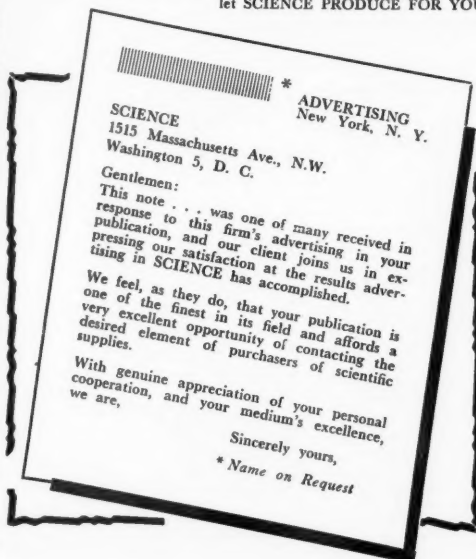 let SCIENCE PRODUCE FOR YOU
*
ADVERTISING
New York, N. Y.
SCIENCE
1515 Massachusetts Ave., N.W.
Washington 5, D. C.
Gentlemen:
This note . . . was one of many received in
response to this firm's advertising in your
publication, and our client joins us in ex-
pressing our satisfaction at the results adver-
tising in SCIENCE has accomplished.
We feel, as they do, that your publication is
one of the finest in its field and affords a
very excellent opportunity of contacting the
desired element of purchasers of scientific
supplies.
With genuine appreciation of your personal
cooperation, and your medium's excellence,
we are,
Sincerely yours,
* Name on Request